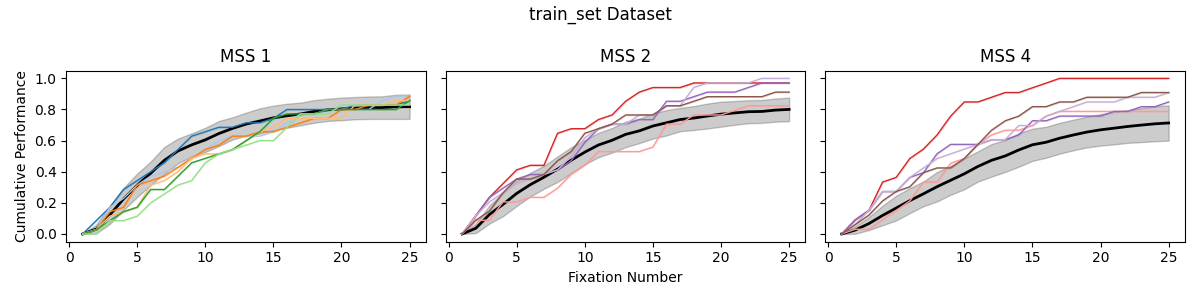 train_set Dataset
MSS 1
MSS 2
MSS 4
Cumulative Performance
1.0
0.8
0.6
0.4
0.2
0.0
0 5 10 15 20 25
0 5 10 15 20 25
0 5 10 15 20 25
Fixation Number